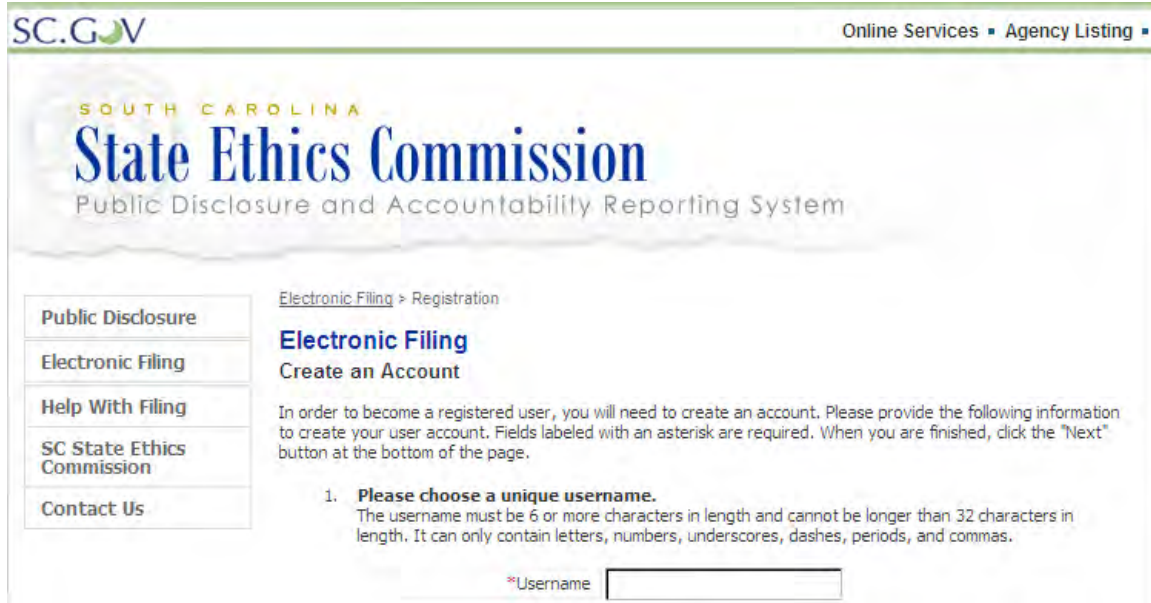 SC.GOV
Online Services ▪ Agency Listing ▪
SOUTH CAROLINA
State Ethics Commission
Public Disclosure and Accountability Reporting System
Public Disclosure
Electronic Filing
Help With Filing
SC State Ethics
Commission
Contact Us
Electronic Filing > Registration
Electronic Filing
Create an Account
In order to become a registered user, you will need to create an account. Please provide the following information
to create your user account. Fields labeled with an asterisk are required. When you are finished, click the "Next"
button at the bottom of the page.
1. Please choose a unique username.
The username must be 6 or more characters in length and cannot be longer than 32 characters in
length. It can only contain letters, numbers, underscores, dashes, periods, and commas.
*Username